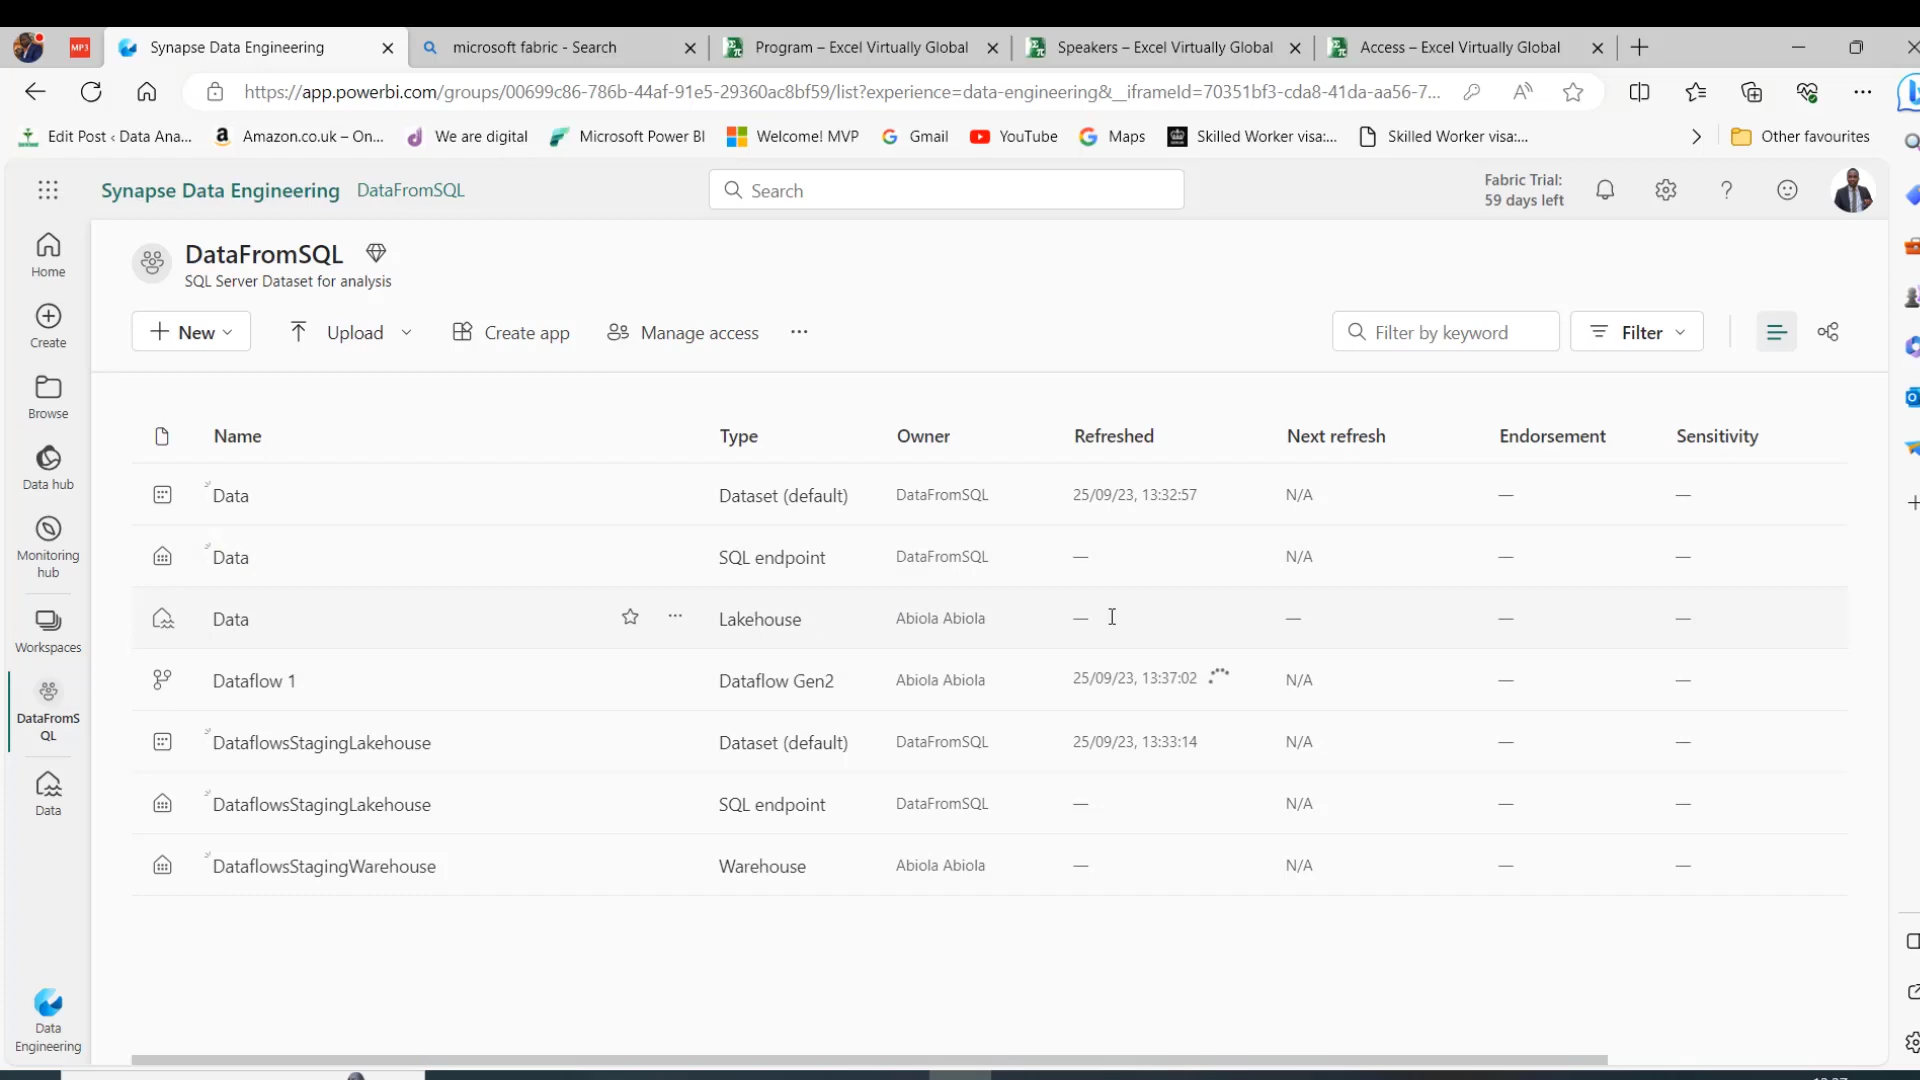 MP3 Synapse Data Engineering microsoft fabric - Search Program – Excel Virtually Global Speakers – Excel Virtually Global Access – Excel Virtually Global
https://app.powerbi.com/groups/00699c86-786b-44af-91e5-29360ac8bf59/list?experience=data-engineering&__iframeId=70351bf3-cda8-41da-aa56-7...
Edit Post ‹ Data Ana... Amazon.co.uk – On... We are digital Microsoft Power BI Welcome! MVP Gmail YouTube Maps Skilled Worker visa:... Skilled Worker visa:... Other favourites
Synapse Data Engineering DataFromSQL Search Fabric Trial:
59 days left
DataFromSQL
SQL Server Dataset for analysis
New Upload Create app Manage access ... Filter by keyword Filter
Name Type Owner Refreshed Next refresh Endorsement Sensitivity
Data Dataset (default) DataFromSQL 25/09/23, 13:32:57 N/A — —
Data SQL endpoint DataFromSQL — N/A — —
Data ... Lakehouse Abiola Abiola — — — —
Dataflow 1 Dataflow Gen2 Abiola Abiola 25/09/23, 13:37:02 N/A — —
DataflowsStagingLakehouse Dataset (default) DataFromSQL 25/09/23, 13:33:14 N/A — —
DataflowsStagingLakehouse SQL endpoint DataFromSQL — N/A — —
DataflowsStagingWarehouse Warehouse Abiola Abiola — N/A — —
Home
Create
Browse
Data hub
Monitoring
hub
Workspaces
DataFromS
QL
Data
Data
Engineering